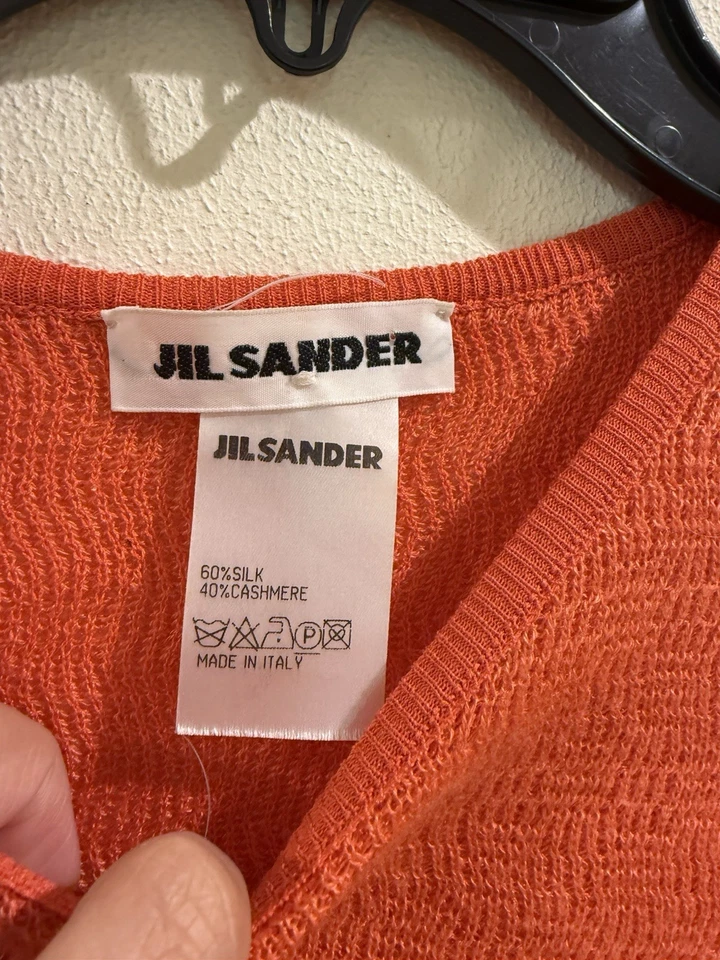 JIL SANDER
JIL SANDER
60%SILK
40%CASHMERE
P
MADE IN ITALY